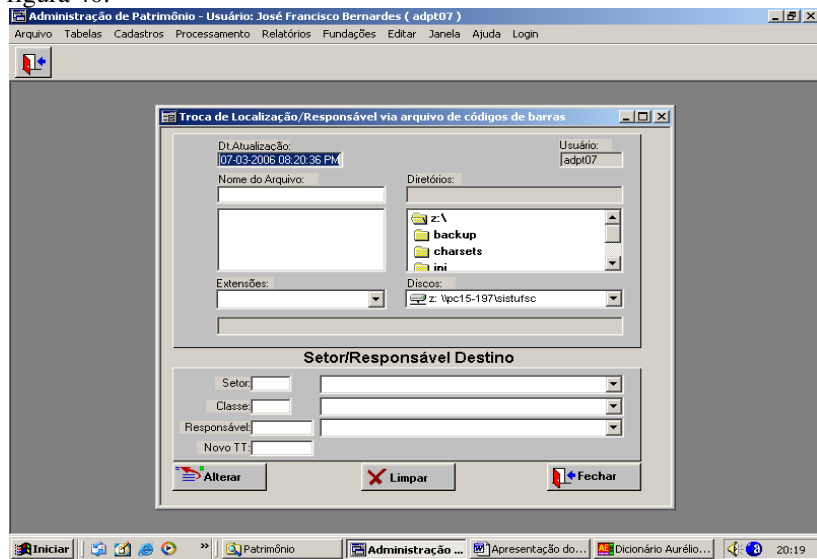 figura 40.
Administração de Patrimônio - Usuário: José Francisco Bernardes ( adpt07 )
Arquivo Tabelas Cadastros Processamento Relatórios Fundações Editar Janela Ajuda Login
Troca de Localização/Responsável via arquivo de códigos de barras
Dt.Atualização: Usuário:
07-03-2006 08:20:36 PM adpt07
Nome do Arquivo: Diretórios:
z:\
backup
charsets
ini
Extensões: Discos:
z: \\pc15-197\sistufsc
Setor/Responsável Destino
Setor:
Classe:
Responsável:
Novo TT:
Alterar Limpar Fechar
Iniciar » Patrimônio Administração ... Apresentação do... Dicionário Aurélio... 20:19